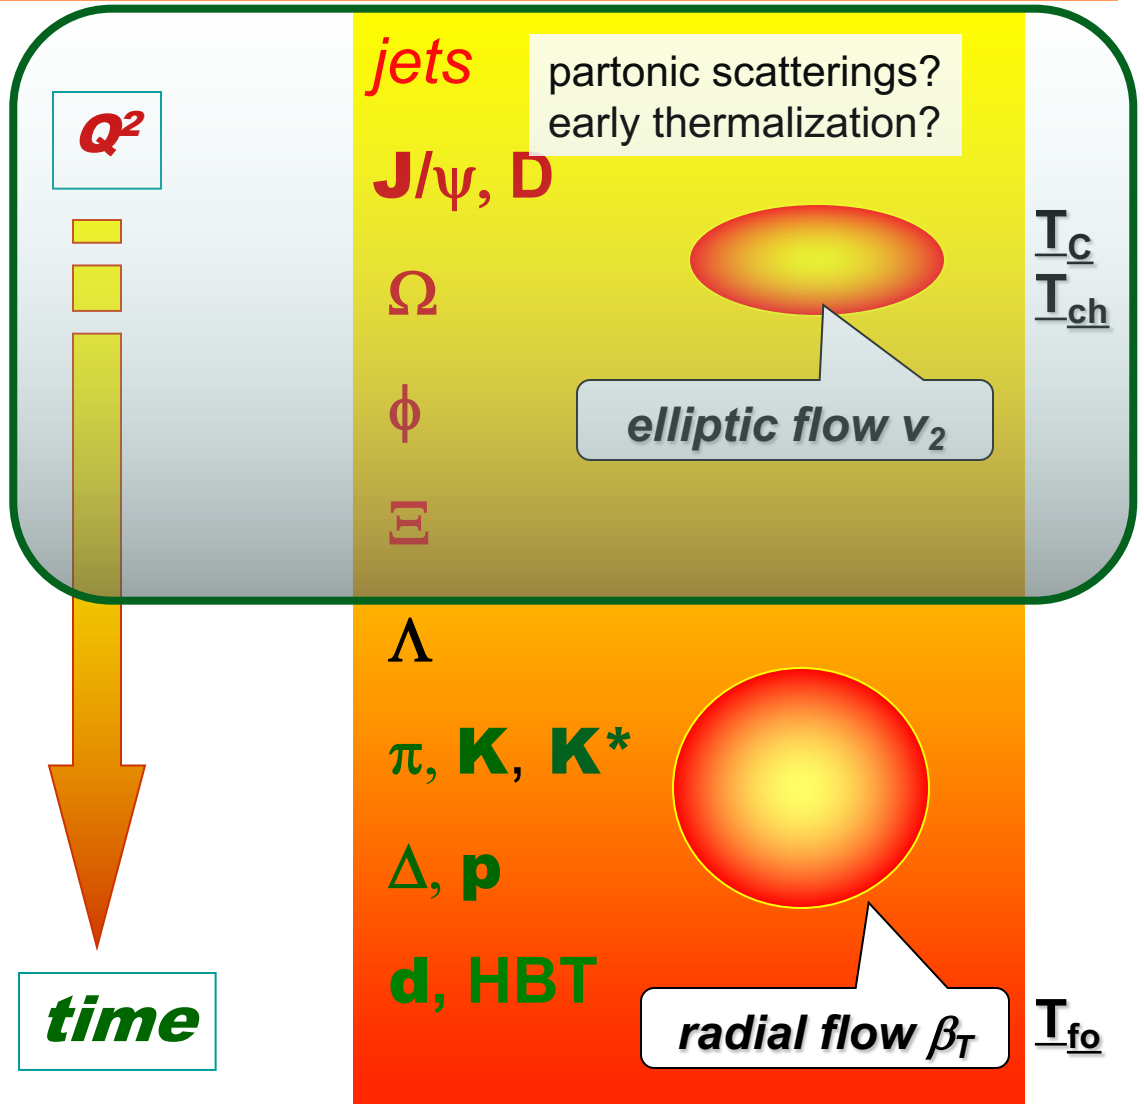 jets
partonic scatterings?
early thermalization?
Q²
J/ψ, D
T_C
Ω
T_ch
ϕ
elliptic flow v₂
Ξ
Λ
π, K, K*
Δ, p
d, HBT
time
radial flow β_T
T_fo